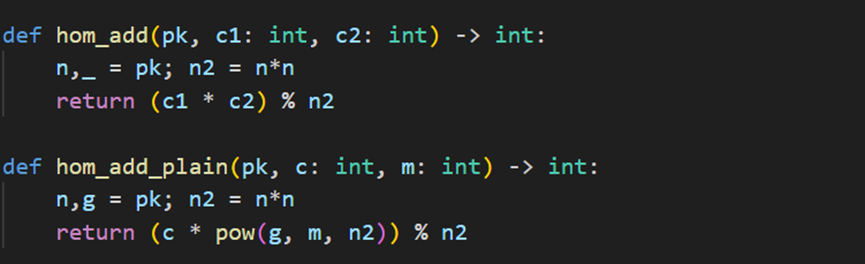 def hom_add(pk, c1: int, c2: int) -> int:
    n,_ = pk; n2 = n*n
    return (c1 * c2) % n2

def hom_add_plain(pk, c: int, m: int) -> int:
    n,g = pk; n2 = n*n
    return (c * pow(g, m, n2)) % n2